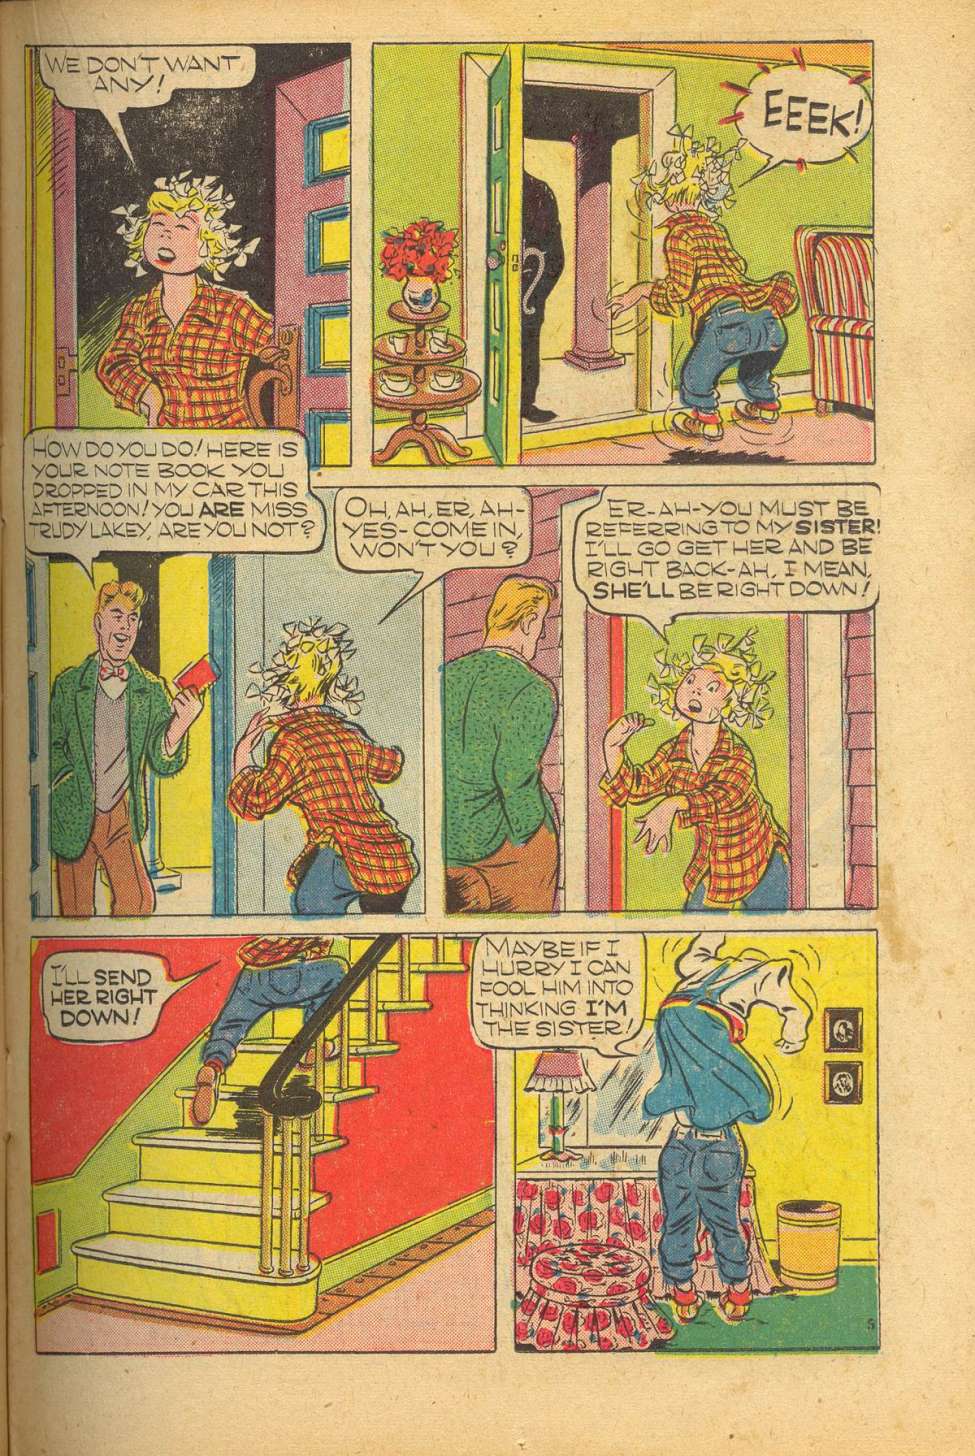 WE DON'T WANT
ANY!
EEEK!
HOW DO YOU DO! HERE IS
YOUR NOTE BOOK YOU
DROPPED IN MY CAR THIS
AFTERNOON! YOU ARE MISS
TRUDY LAKEY, ARE YOU NOT?
OH, AH, ER, AH-
YES-COME IN,
WON'T YOU?
ER-AH-YOU MUST BE
REFERRING TO MY SISTER!
I'LL GO GET HER AND BE
RIGHT BACK-AH, I MEAN,
SHE'LL BE RIGHT DOWN!
I'LL SEND
HER RIGHT
DOWN!
MAYBE IF I
HURRY I CAN
FOOL HIM INTO
THINKING I'M
THE SISTER!
5